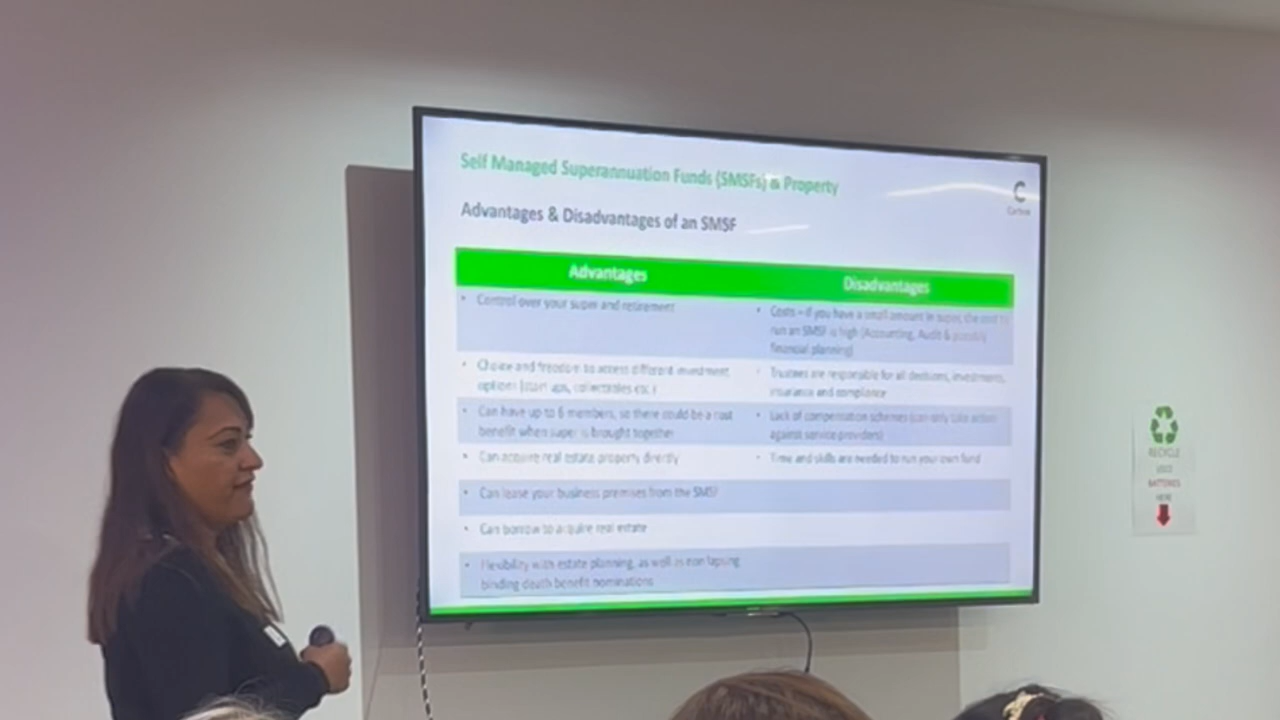 Self Managed Superannuation Funds (SMSFs) & Property
Advantages & Disadvantages of an SMSF
Advantages
Disadvantages
• Control over your super and retirement
• Costs – if you have a small amount in super, the cost to
run an SMSF is high (Accounting, Audit & possibly
financial planning)
• Choice and freedom to access different investment
options (start ups, collectables etc.)
• Trustees are responsible for all decisions, investments,
insurance and compliance
• Can have up to 6 members, so there could be a cost
benefit when super is brought together
• Lack of compensation schemes (can only take action
against service providers)
• Can acquire real estate property directly
• Time and skills are needed to run your own fund
• Can lease your business premises from the SMSF
• Can borrow to acquire real estate
• Flexibility with estate planning, as well as non lapsing
binding death benefit nominations
C
RECYCLE
USED
BATTERIES
HERE